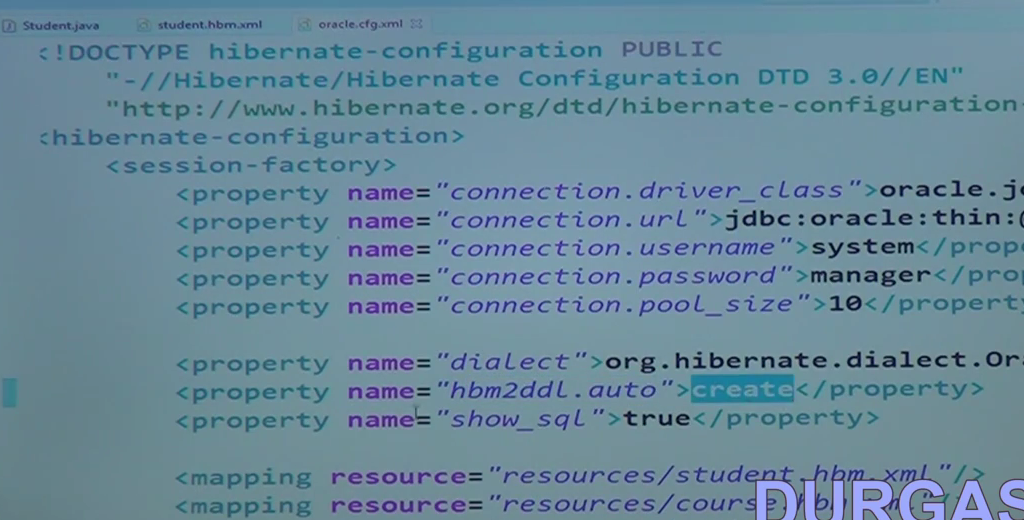 Student.java student.hbm.xml oracle.cfg.xml
<!DOCTYPE hibernate-configuration PUBLIC
"-//Hibernate/Hibernate Configuration DTD 3.0//EN"
"http://www.hibernate.org/dtd/hibernate-configuration-
<hibernate-configuration>
<session-factory>
<property name="connection.driver_class">oracle.jd
<property name="connection.url">jdbc:oracle:thin:@
<property name="connection.username">system</prope
<property name="connection.password">manager</prop
<property name="connection.pool_size">10</property
<property name="dialect">org.hibernate.dialect.Or
<property name="hbm2ddl.auto">create</property>
<property name="show_sql">true</property>
<mapping resource="resources/student.hbm.xml"/>
<mapping resource="resources/cours
DURGAS